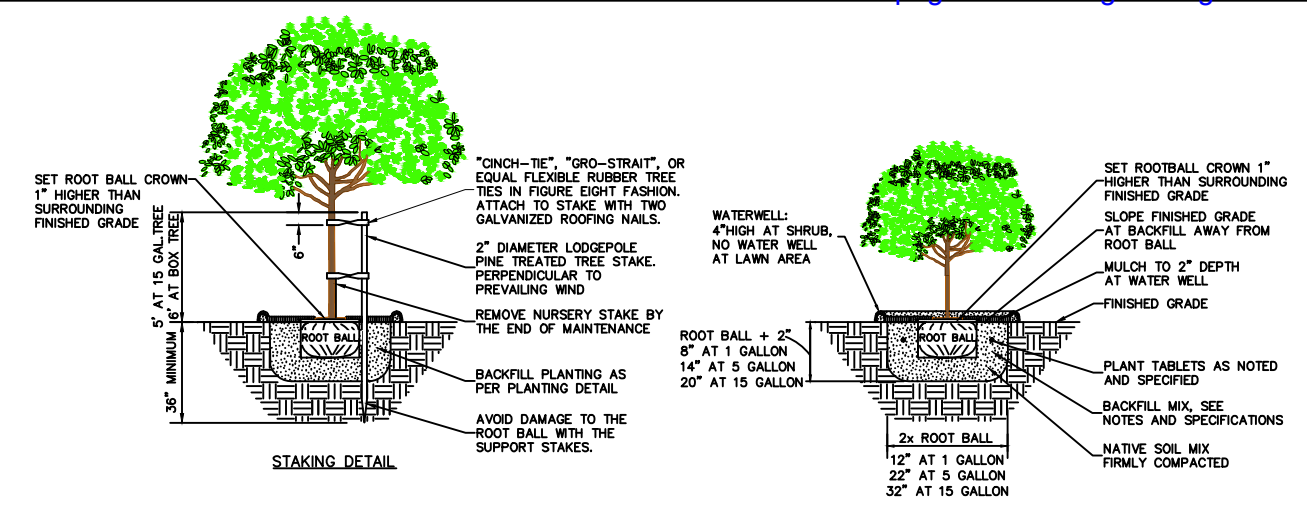 SET ROOT BALL CROWN
1" HIGHER THAN
SURROUNDING
FINISHED GRADE
5' AT 15 GAL.TREE
6' AT BOX TREE
36" MINIMUM
6"
"CINCH-TIE", "GRO-STRAIT", OR
EQUAL FLEXIBLE RUBBER TREE
TIES IN FIGURE EIGHT FASHION.
ATTACH TO STAKE WITH TWO
GALVANIZED ROOFING NAILS.
2" DIAMETER LODGEPOLE
PINE TREATED TREE STAKE.
PERPENDICULAR TO
PREVAILING WIND
REMOVE NURSERY STAKE BY
THE END OF MAINTENANCE
ROOT BALL
BACKFILL PLANTING AS
PER PLANTING DETAIL
AVOID DAMAGE TO THE
ROOT BALL WITH THE
SUPPORT STAKES.
STAKING DETAIL
WATERWELL:
4"HIGH AT SHRUB,
NO WATER WELL
AT LAWN AREA
ROOT BALL + 2"
8" AT 1 GALLON
14" AT 5 GALLON
20" AT 15 GALLON
ROOT BALL
2x ROOT BALL
12" AT 1 GALLON
22" AT 5 GALLON
32" AT 15 GALLON
SET ROOTBALL CROWN 1"
HIGHER THAN SURROUNDING
FINISHED GRADE
SLOPE FINISHED GRADE
AT BACKFILL AWAY FROM
ROOT BALL
MULCH TO 2" DEPTH
AT WATER WELL
FINISHED GRADE
PLANT TABLETS AS NOTED
AND SPECIFIED
BACKFILL MIX, SEE
NOTES AND SPECIFICATIONS
NATIVE SOIL MIX
FIRMLY COMPACTED